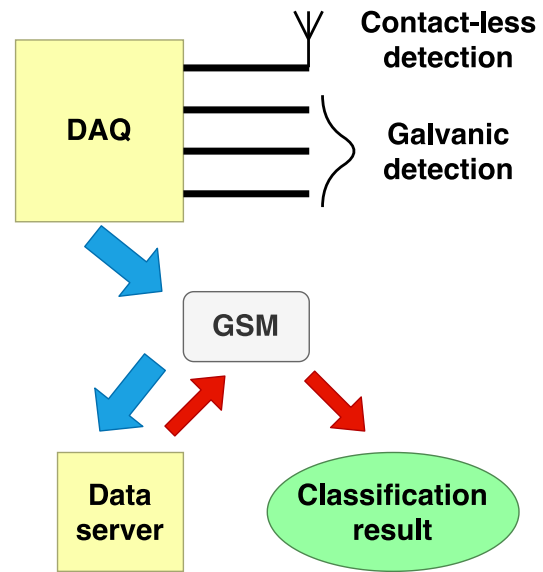 Contact-less
detection
DAQ
Galvanic
detection
GSM
Data
server
Classification
result